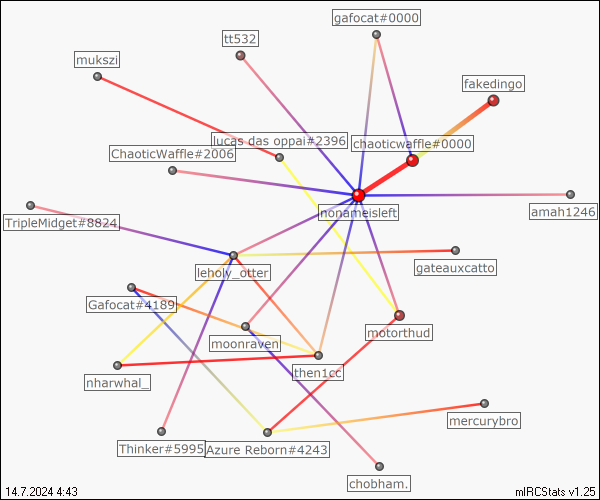 gafocat#0000
tt532
mukszi
fakedingo
lucas das oppai#2396
chaoticwaffle#0000
ChaoticWaffle#2006
nonameisleft
amah1246
TripleMidget#8824
leholy_otter
gateauxcatto
Gafocat#4189
motorthud
moonraven
then1cc
nharwhal_
mercurybro
Thinker#5995
Azure Reborn#4243
chobham.
14.7.2024 4:43
mIRCStats v1.25